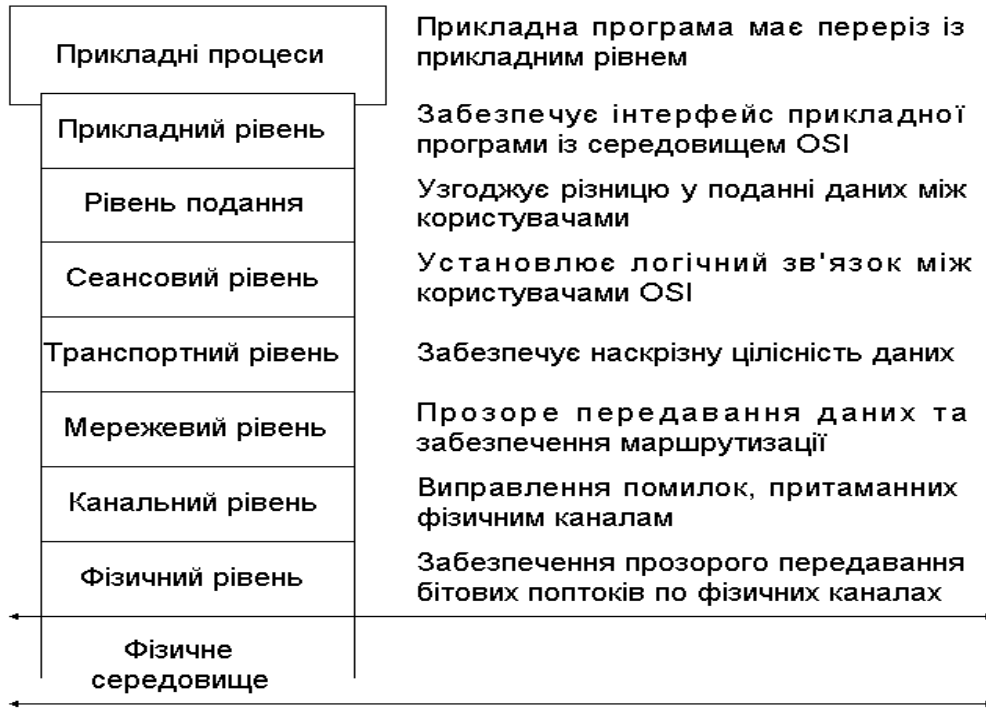 Прикладні процеси
Прикладна програма має переріз із
прикладним рівнем
Прикладний рівень
Забезпечує інтерфейс прикладної
програми із середовищем OSI
Рівень подання
Узгоджує різницю у поданні даних між
користувачами
Сеансовий рівень
Установлює логічний зв'язок між
користувачами OSI
Транспортний рівень
Забезпечує наскрізну цілісність даних
Мережевий рівень
Прозоре передавання даних та
забезпечення маршрутизації
Канальний рівень
Виправлення помилок, притаманних
фізичним каналам
Фізичний рівень
Забезпечення прозорого передавання
бітових поптоків по фізичних каналах
Фізичне
середовище